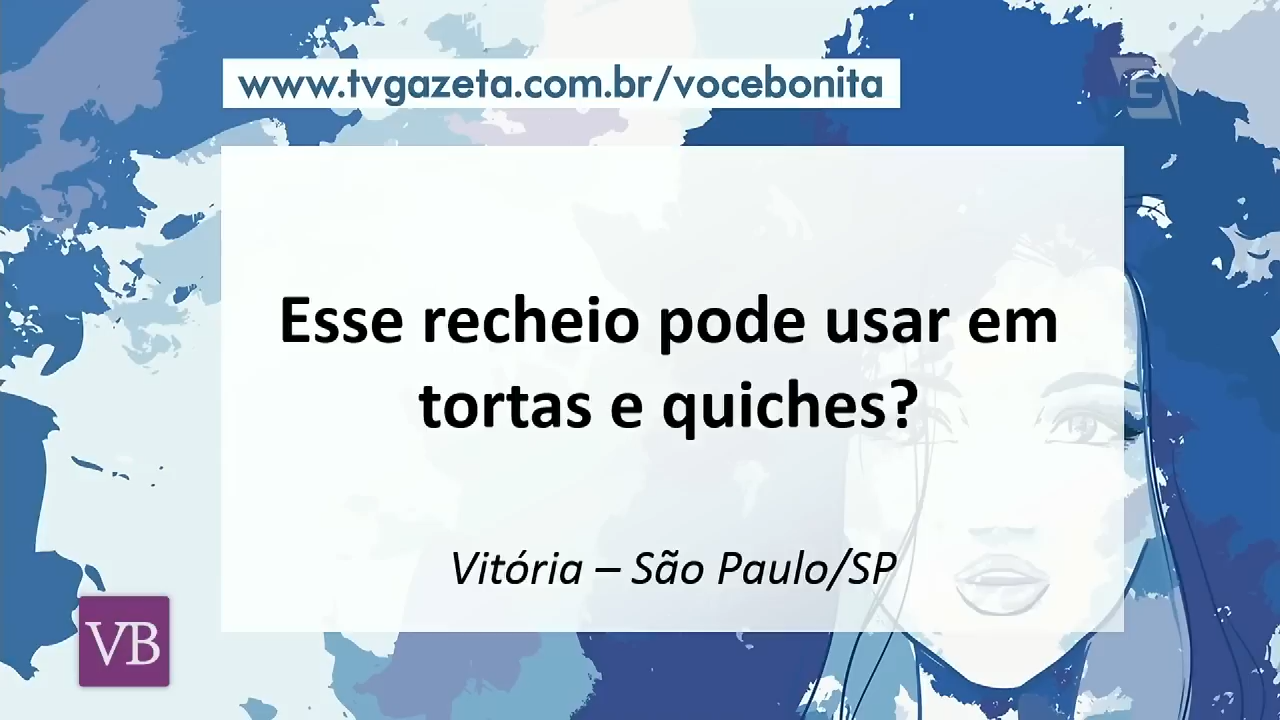 www.tvgazeta.com.br/vocebonita
G
Esse recheio pode usar em
tortas e quiches?
Vitória – São Paulo/SP
VB